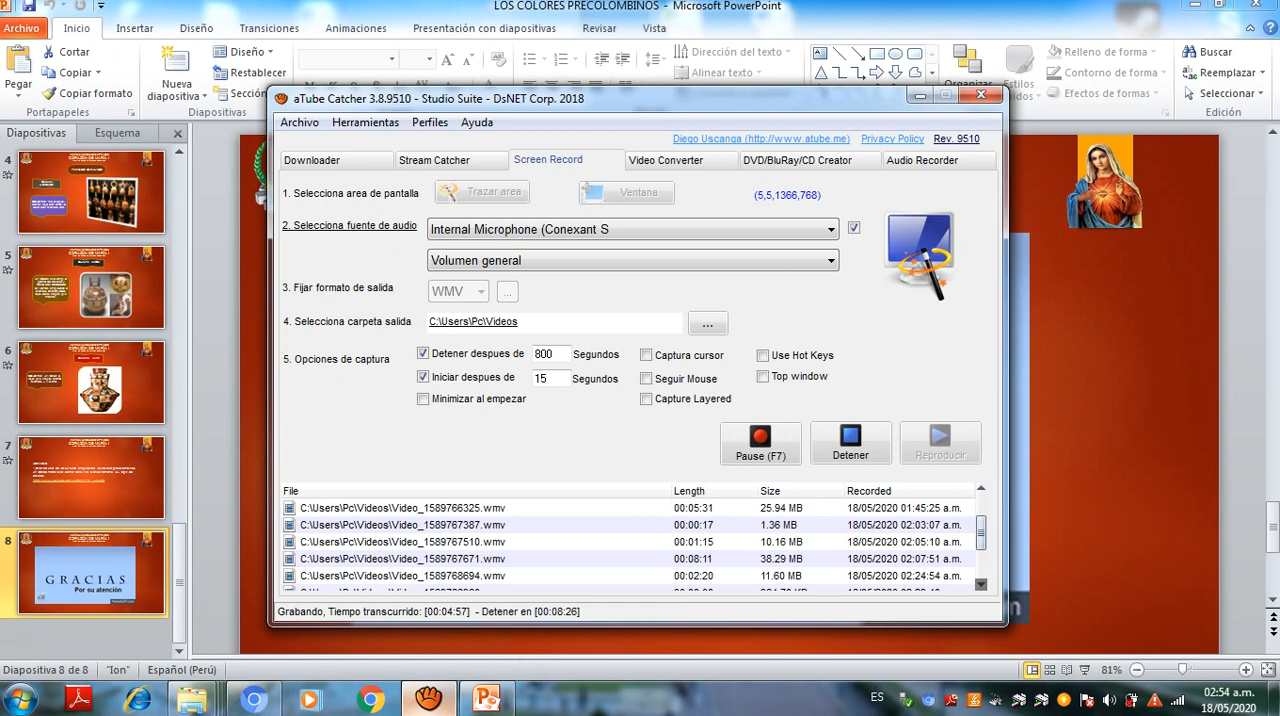 LOS COLORES PRECOLOMBINOS - Microsoft PowerPoint
Archivo Inicio Insertar Diseño Transiciones Animaciones Presentación con diapositivas Revisar Vista
Pegar
Cortar
Copiar
Copiar formato
Portapapeles
Nueva
diapositiva
Diseño
Restablecer
Sección
Diapositivas
Dirección del texto
Alinear texto
Organizar
Relleno de forma
Contorno de forma
Efectos de formas
Buscar
Reemplazar
Seleccionar
Edición
Diapositivas Esquema
4
5
6
7
8
GRACIAS
Por su atención
aTube Catcher 3.8.9510 - Studio Suite - DsNET Corp. 2018
Archivo Herramientas Perfiles Ayuda
Diego Uscanga (http://www.atube.me) Privacy Policy Rev. 9510
Downloader Stream Catcher Screen Record Video Converter DVD/BluRay/CD Creator Audio Recorder
1. Selecciona area de pantalla Trazar area Ventana (5,5,1366,768)
2. Selecciona fuente de audio Internal Microphone (Conexant S
Volumen general
3. Fijar formato de salida WMV ...
4. Selecciona carpeta salida C:\Users\Pc\Videos ...
5. Opciones de captura
Detener despues de 800 Segundos Captura cursor Use Hot Keys
Iniciar despues de 15 Segundos Seguir Mouse Top window
Minimizar al empezar Capture Layered
Pause (F7) Detener Reproducir
File Length Size Recorded
C:\Users\Pc\Videos\Video_1589766325.wmv 00:05:31 25.94 MB 18/05/2020 01:45:25 a.m.
C:\Users\Pc\Videos\Video_1589767387.wmv 00:00:17 1.36 MB 18/05/2020 02:03:07 a.m.
C:\Users\Pc\Videos\Video_1589767510.wmv 00:01:15 10.16 MB 18/05/2020 02:05:10 a.m.
C:\Users\Pc\Videos\Video_1589767671.wmv 00:08:11 38.29 MB 18/05/2020 02:07:51 a.m.
C:\Users\Pc\Videos\Video_1589768694.wmv 00:02:20 11.60 MB 18/05/2020 02:24:54 a.m.
Grabando, Tiempo transcurrido: [00:04:57] - Detener en [00:08:26]
Diapositiva 8 de 8 "Ion" Español (Perú) 81%
ES
02:54 a.m.
18/05/2020